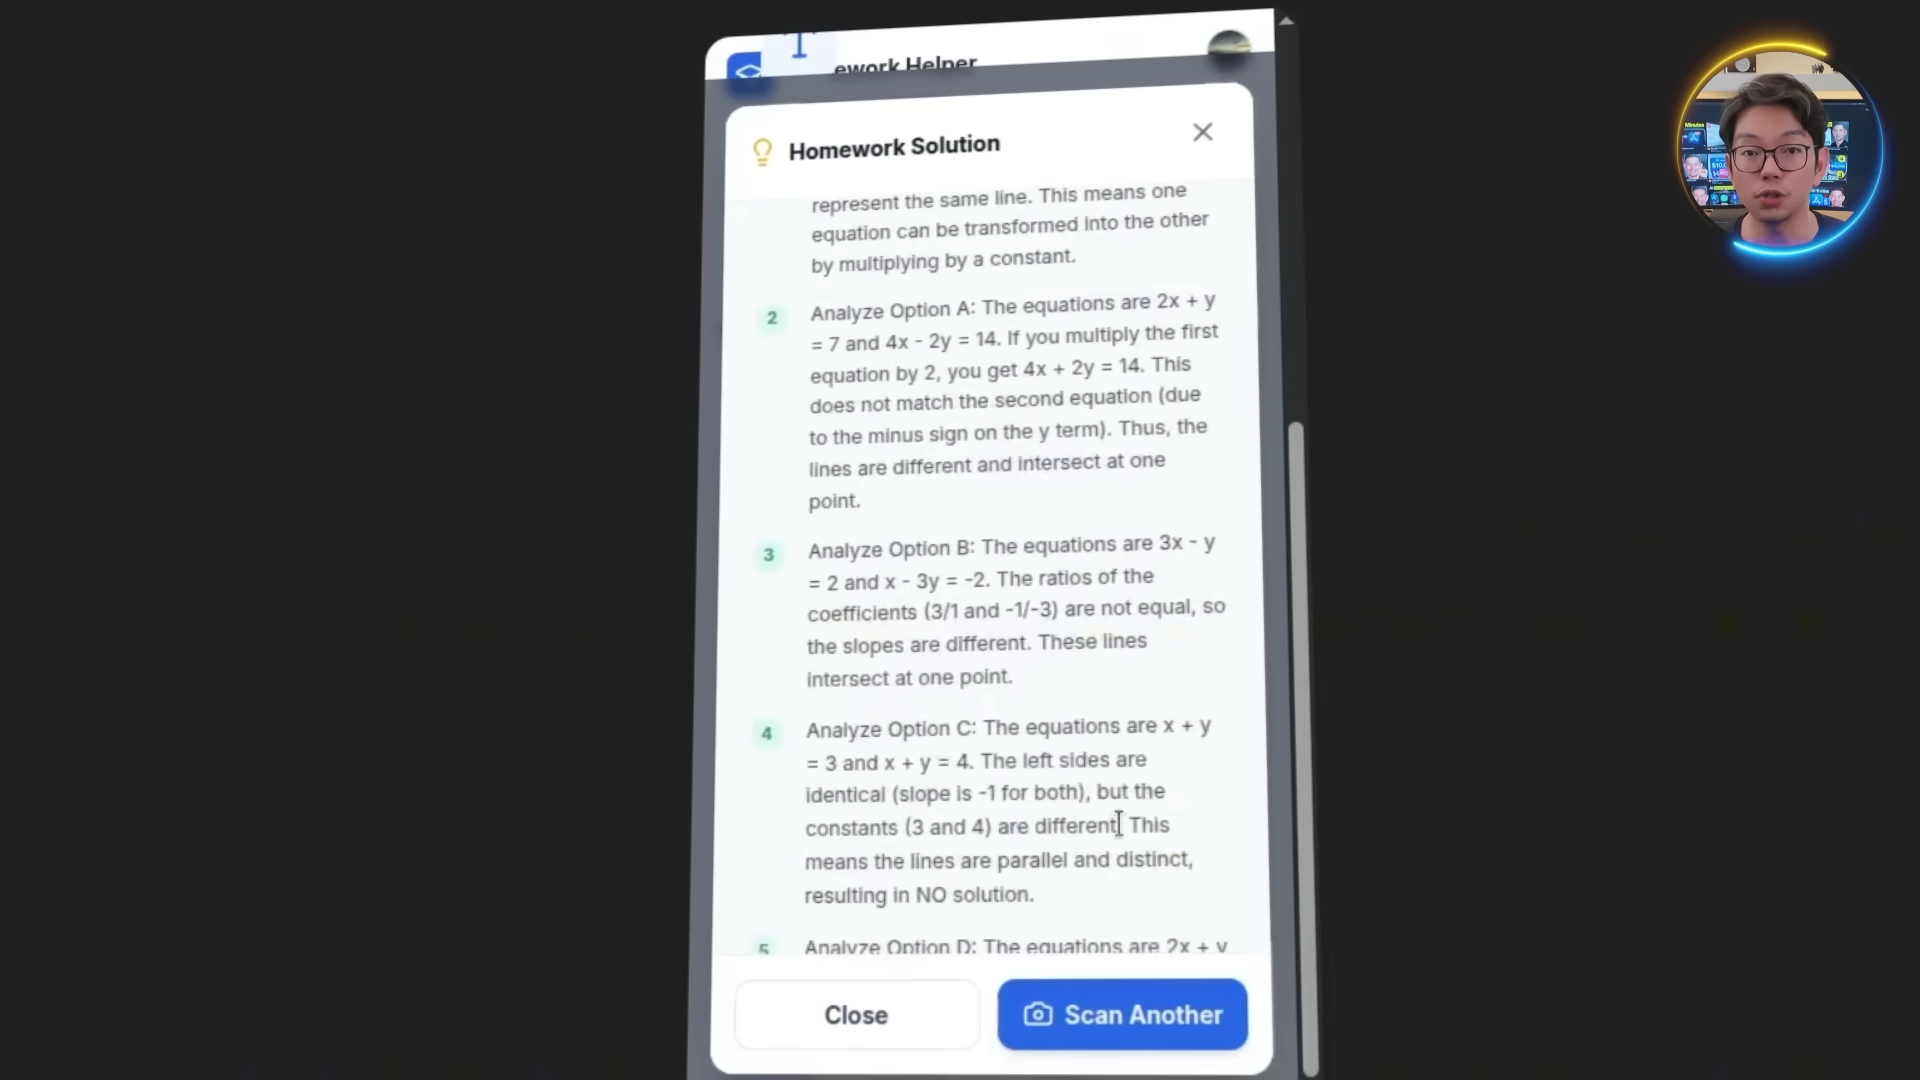 ework Helper
Homework Solution
represent the same line. This means one
equation can be transformed into the other
by multiplying by a constant.
2
Analyze Option A: The equations are 2x + y
= 7 and 4x - 2y = 14. If you multiply the first
equation by 2, you get 4x + 2y = 14. This
does not match the second equation (due
to the minus sign on the y term). Thus, the
lines are different and intersect at one
point.
3
Analyze Option B: The equations are 3x - y
= 2 and x - 3y = -2. The ratios of the
coefficients (3/1 and -1/-3) are not equal, so
the slopes are different. These lines
intersect at one point.
4
Analyze Option C: The equations are x + y
= 3 and x + y = 4. The left sides are
identical (slope is -1 for both), but the
constants (3 and 4) are different. This
means the lines are parallel and distinct,
resulting in NO solution.
5
Analyze Option D: The equations are 2x + y
Close
Scan Another